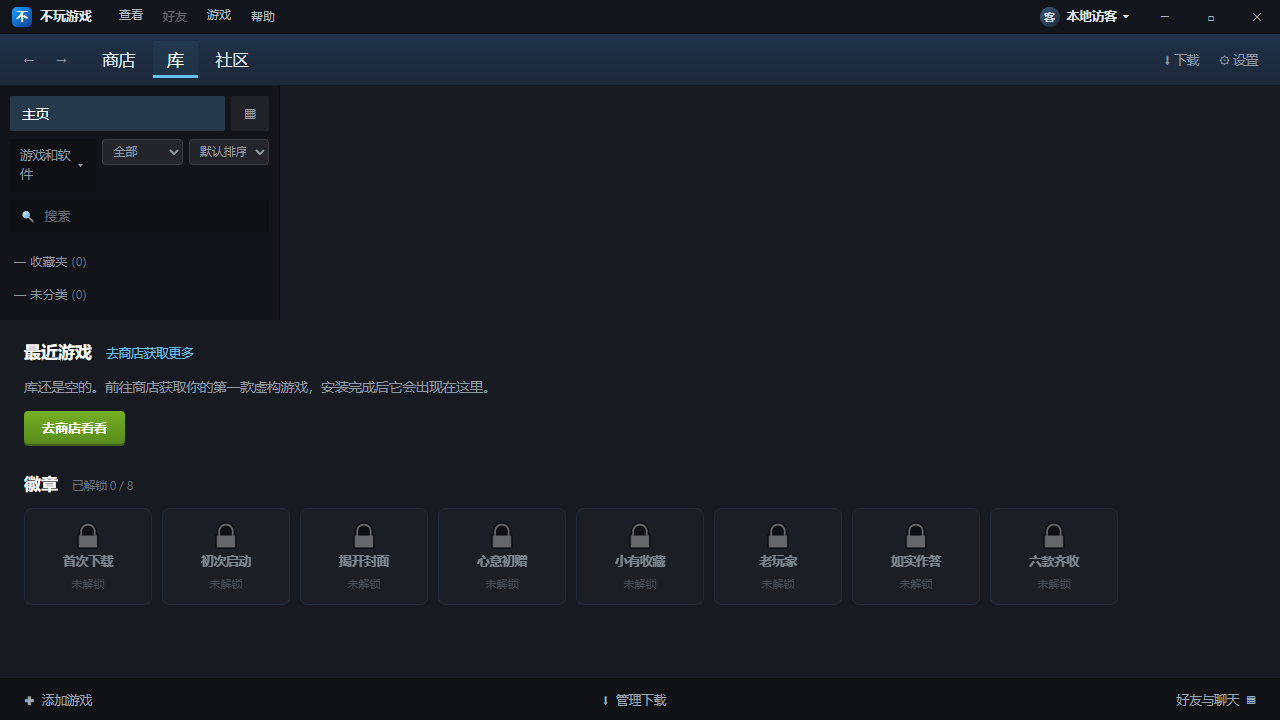 不 不玩游戏 查看 好友 游戏 帮助 客 本地访客
← → 商店 库 社区 ⬇ 下载 ⚙ 设置
主页
游戏和软件 全部 默认排序
搜索
— 收藏夹 (0)
— 未分类 (0)
最近游戏 去商店获取更多
库还是空的。前往商店获取你的第一款虚构游戏，安装完成后它会出现在这里。
去商店看看
徽章 已解锁 0 / 8
首次下载 初次启动 揭开封面 心意初赠 小有收藏 老玩家 如实作答 六款齐收
未解锁 未解锁 未解锁 未解锁 未解锁 未解锁 未解锁 未解锁
✚ 添加游戏 ⬇ 管理下载 好友与聊天